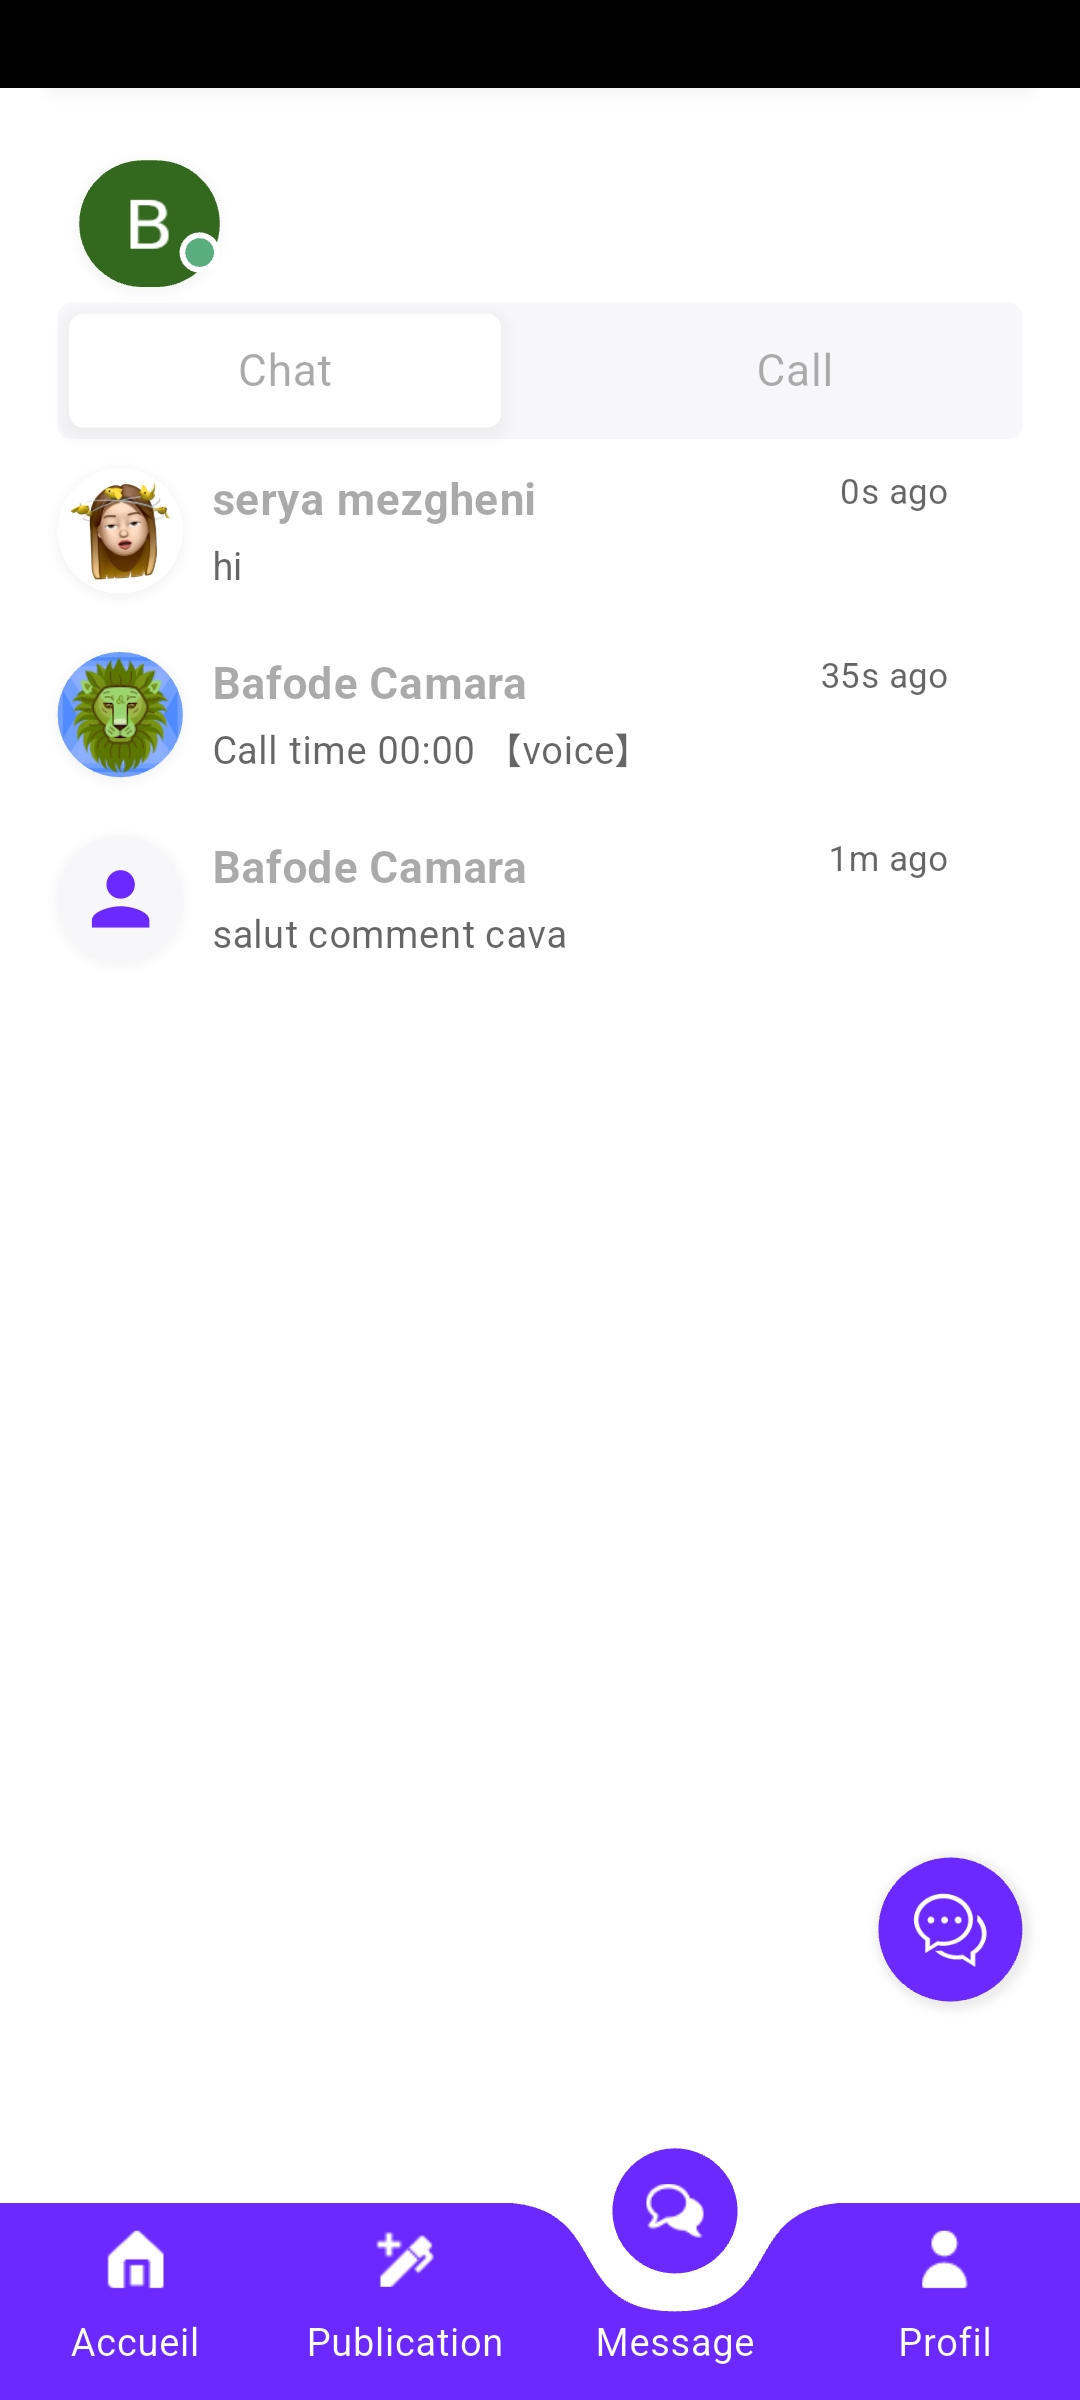 B
Chat
Call
serya mezgheni
0s ago
hi
Bafode Camara
35s ago
Call time 00:00 【voice】
Bafode Camara
1m ago
salut comment cava
Accueil
Publication
Message
Profil